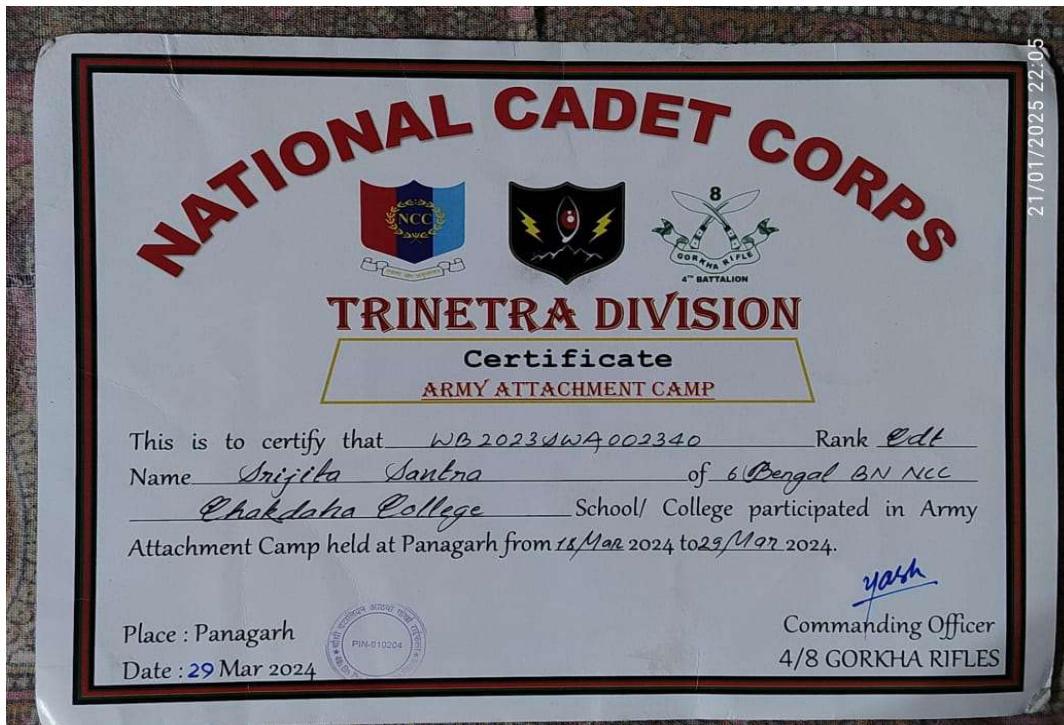 NATIONAL CADET CORPS
NCC
8
GORKHA RIFLE
4TH BATTALION
TRINETRA DIVISION
Certificate
ARMY ATTACHMENT CAMP
This is to certify that WB2023SWA002340 Rank Cdt
Name Srijita Santra of 6 Bengal BN NCC
Chakdaha College School/ College participated in Army
Attachment Camp held at Panagarh from 18/Mar 2024 to 29/Mar 2024.
yash
Place : Panagarh
Date : 29 Mar 2024
PIN-010204
Commanding Officer
4/8 GORKHA RIFLES
21/01/2025 22:05